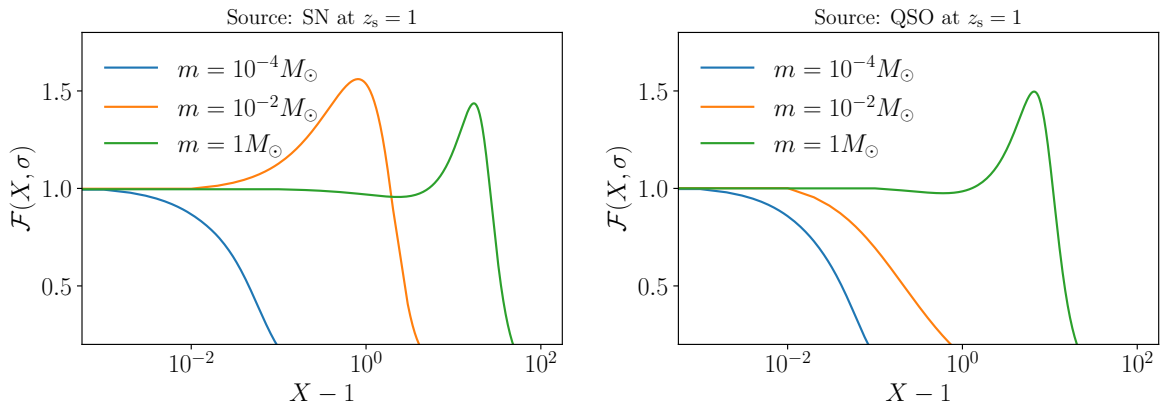 Source: SN at z_s = 1
m = 10^{-4}M_⊙
m = 10^{-2}M_⊙
m = 1M_⊙
1.5
1.0
0.5
F(X, σ)
10^{-2}
10^0
10^2
X − 1
Source: QSO at z_s = 1
m = 10^{-4}M_⊙
m = 10^{-2}M_⊙
m = 1M_⊙
1.5
1.0
0.5
F(X, σ)
10^{-2}
10^0
10^2
X − 1